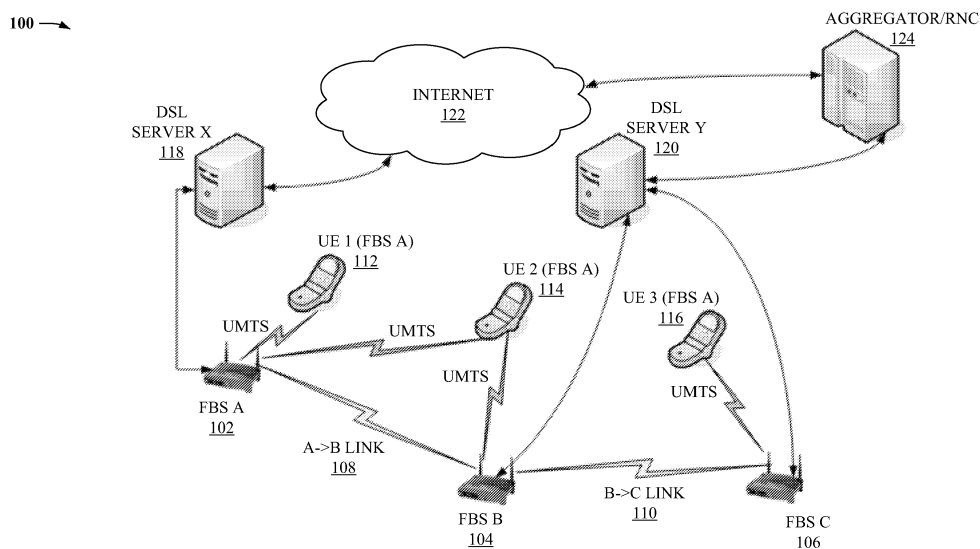 100
AGGREGATOR/RNC
124
INTERNET
122
DSL
SERVER X
118
DSL
SERVER Y
120
UE 1 (FBS A)
112
UE 2 (FBS A)
114
UE 3 (FBS A)
116
UMTS
UMTS
UMTS
UMTS
FBS A
102
A->B LINK
108
B->C LINK
110
FBS B
104
FBS C
106